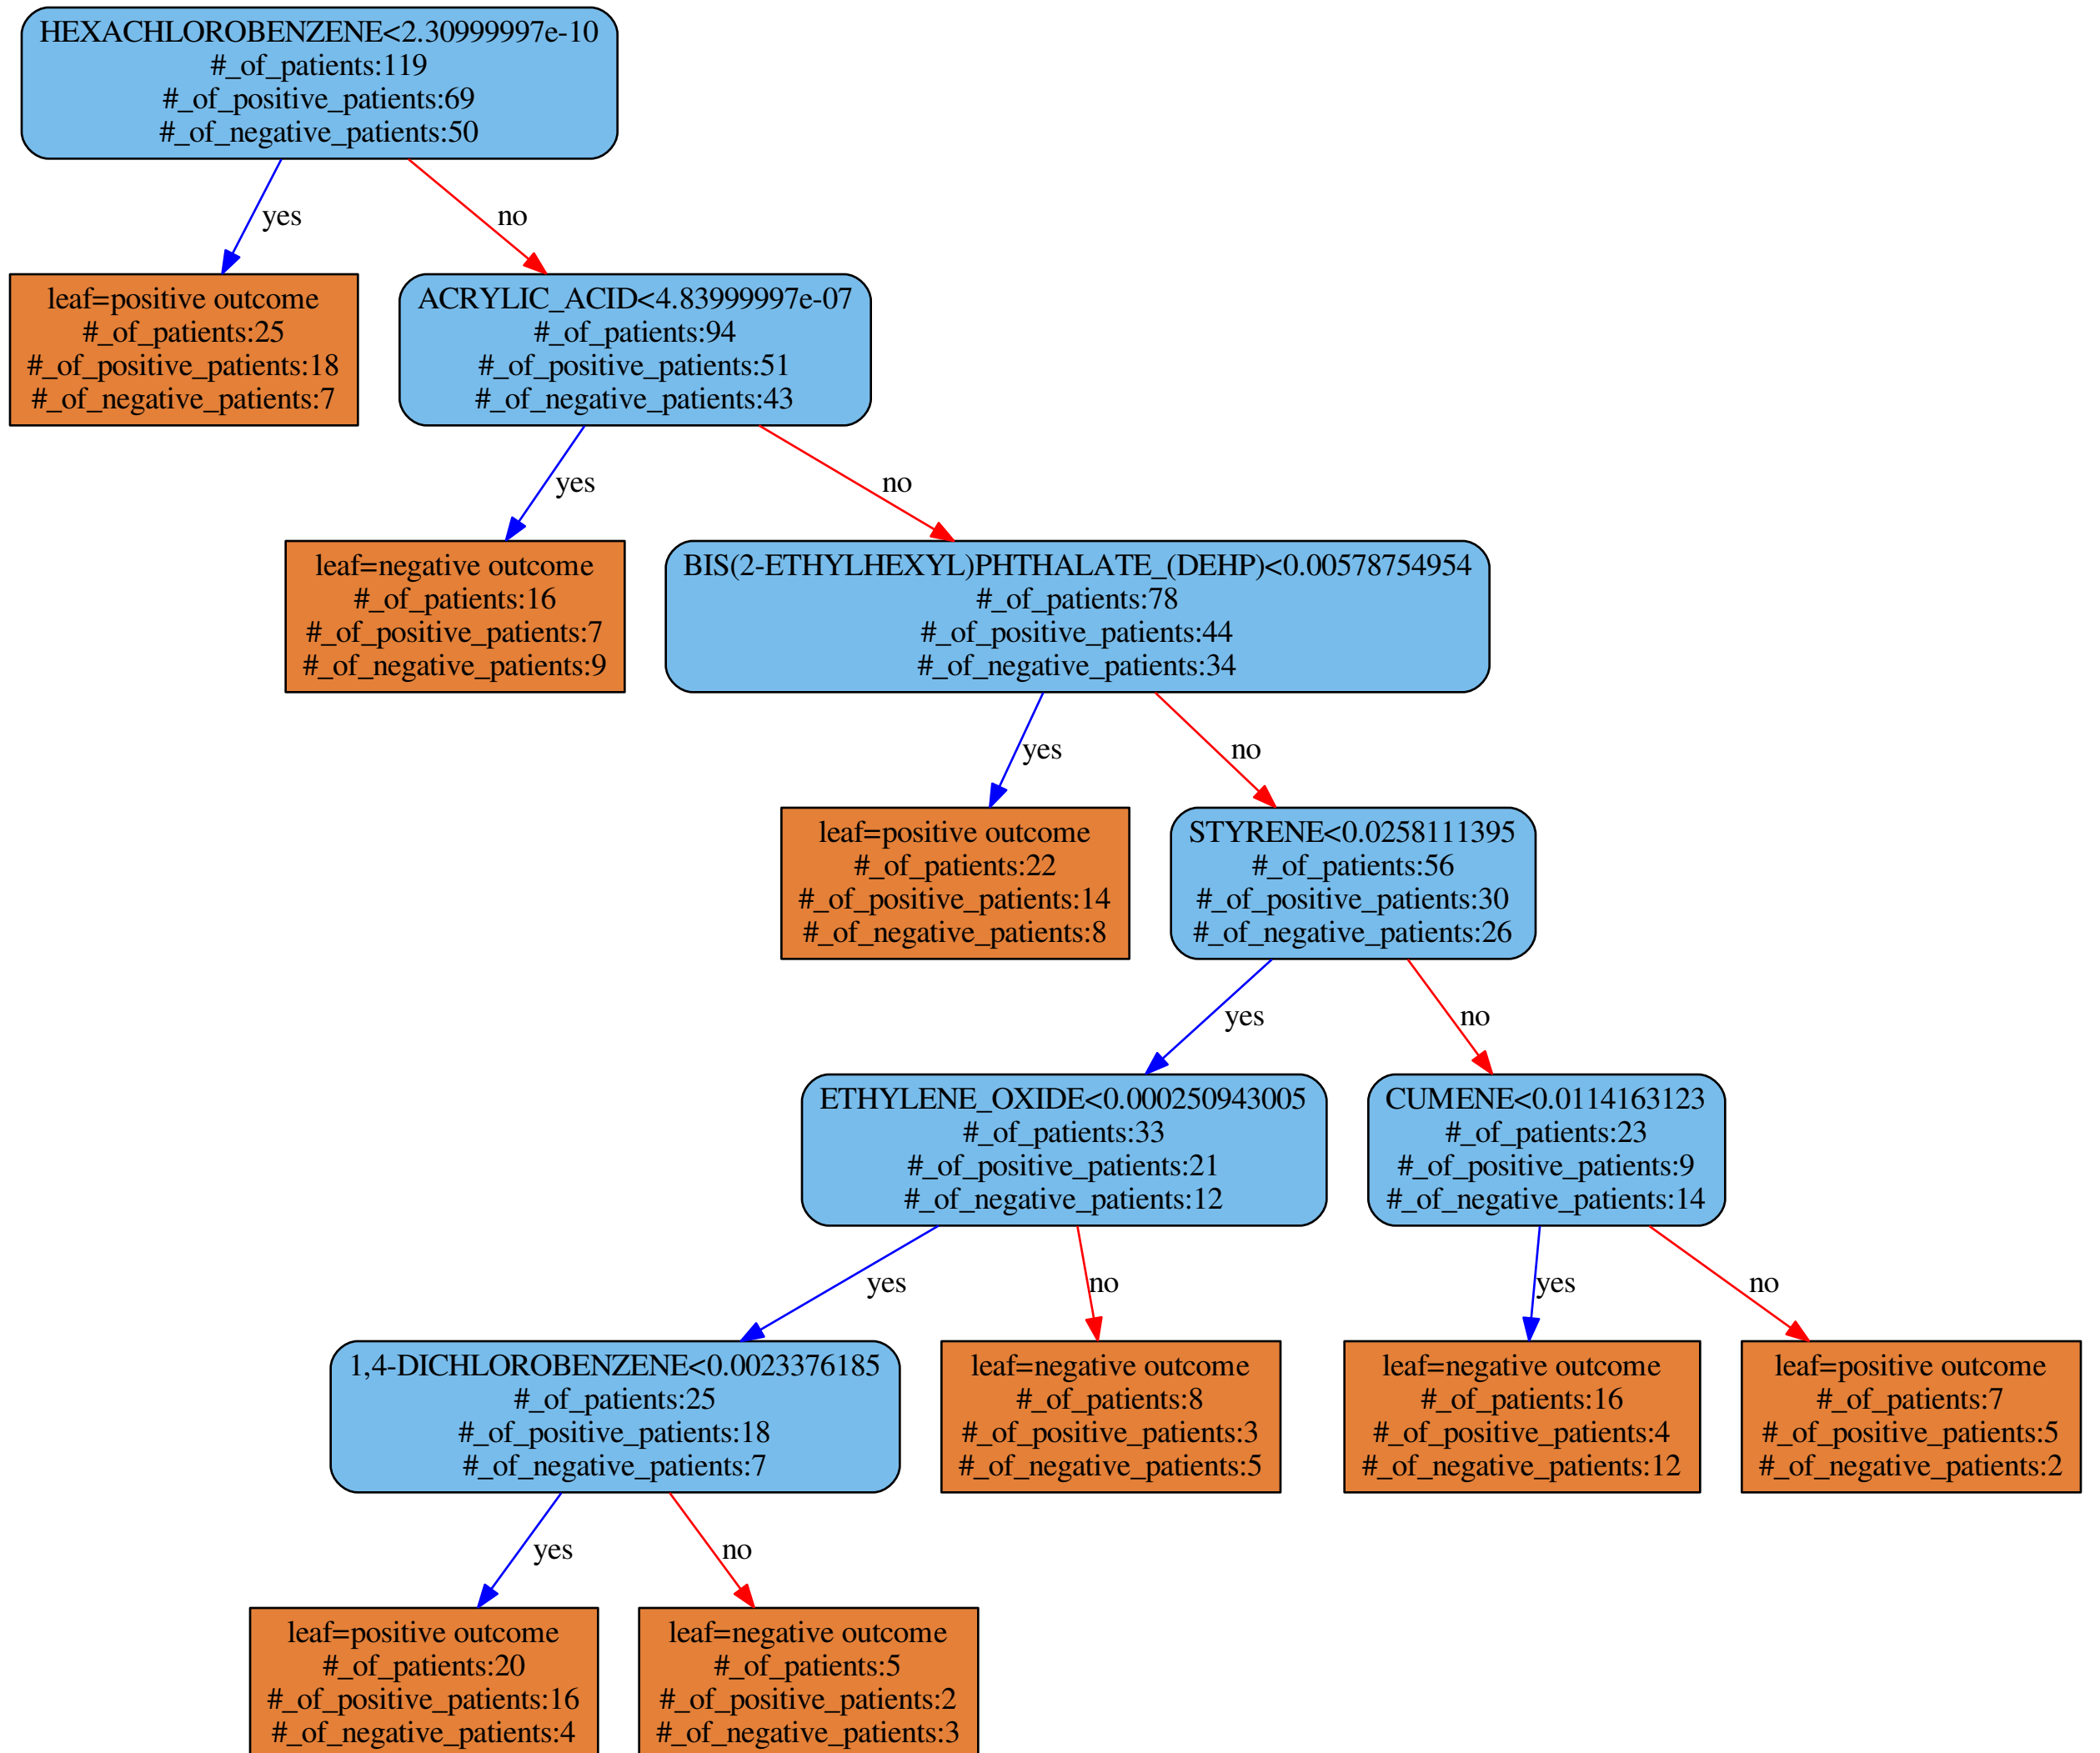 HEXACHLOROBENZENE<2.30999997e-10
#_of_patients:119
#_of_positive_patients:69
#_of_negative_patients:50
yes
no
leaf=positive outcome
#_of_patients:25
#_of_positive_patients:18
#_of_negative_patients:7
ACRYLIC_ACID<4.83999997e-07
#_of_patients:94
#_of_positive_patients:51
#_of_negative_patients:43
yes
no
leaf=negative outcome
#_of_patients:16
#_of_positive_patients:7
#_of_negative_patients:9
BIS(2-ETHYLHEXYL)PHTHALATE_(DEHP)<0.00578754954
#_of_patients:78
#_of_positive_patients:44
#_of_negative_patients:34
yes
no
leaf=positive outcome
#_of_patients:22
#_of_positive_patients:14
#_of_negative_patients:8
STYRENE<0.0258111395
#_of_patients:56
#_of_positive_patients:30
#_of_negative_patients:26
yes
no
ETHYLENE_OXIDE<0.000250943005
#_of_patients:33
#_of_positive_patients:21
#_of_negative_patients:12
CUMENE<0.0114163123
#_of_patients:23
#_of_positive_patients:9
#_of_negative_patients:14
yes
no
yes
no
1,4-DICHLOROBENZENE<0.0023376185
#_of_patients:25
#_of_positive_patients:18
#_of_negative_patients:7
leaf=negative outcome
#_of_patients:8
#_of_positive_patients:3
#_of_negative_patients:5
leaf=negative outcome
#_of_patients:16
#_of_positive_patients:4
#_of_negative_patients:12
leaf=positive outcome
#_of_patients:7
#_of_positive_patients:5
#_of_negative_patients:2
yes
no
leaf=positive outcome
#_of_patients:20
#_of_positive_patients:16
#_of_negative_patients:4
leaf=negative outcome
#_of_patients:5
#_of_positive_patients:2
#_of_negative_patients:3